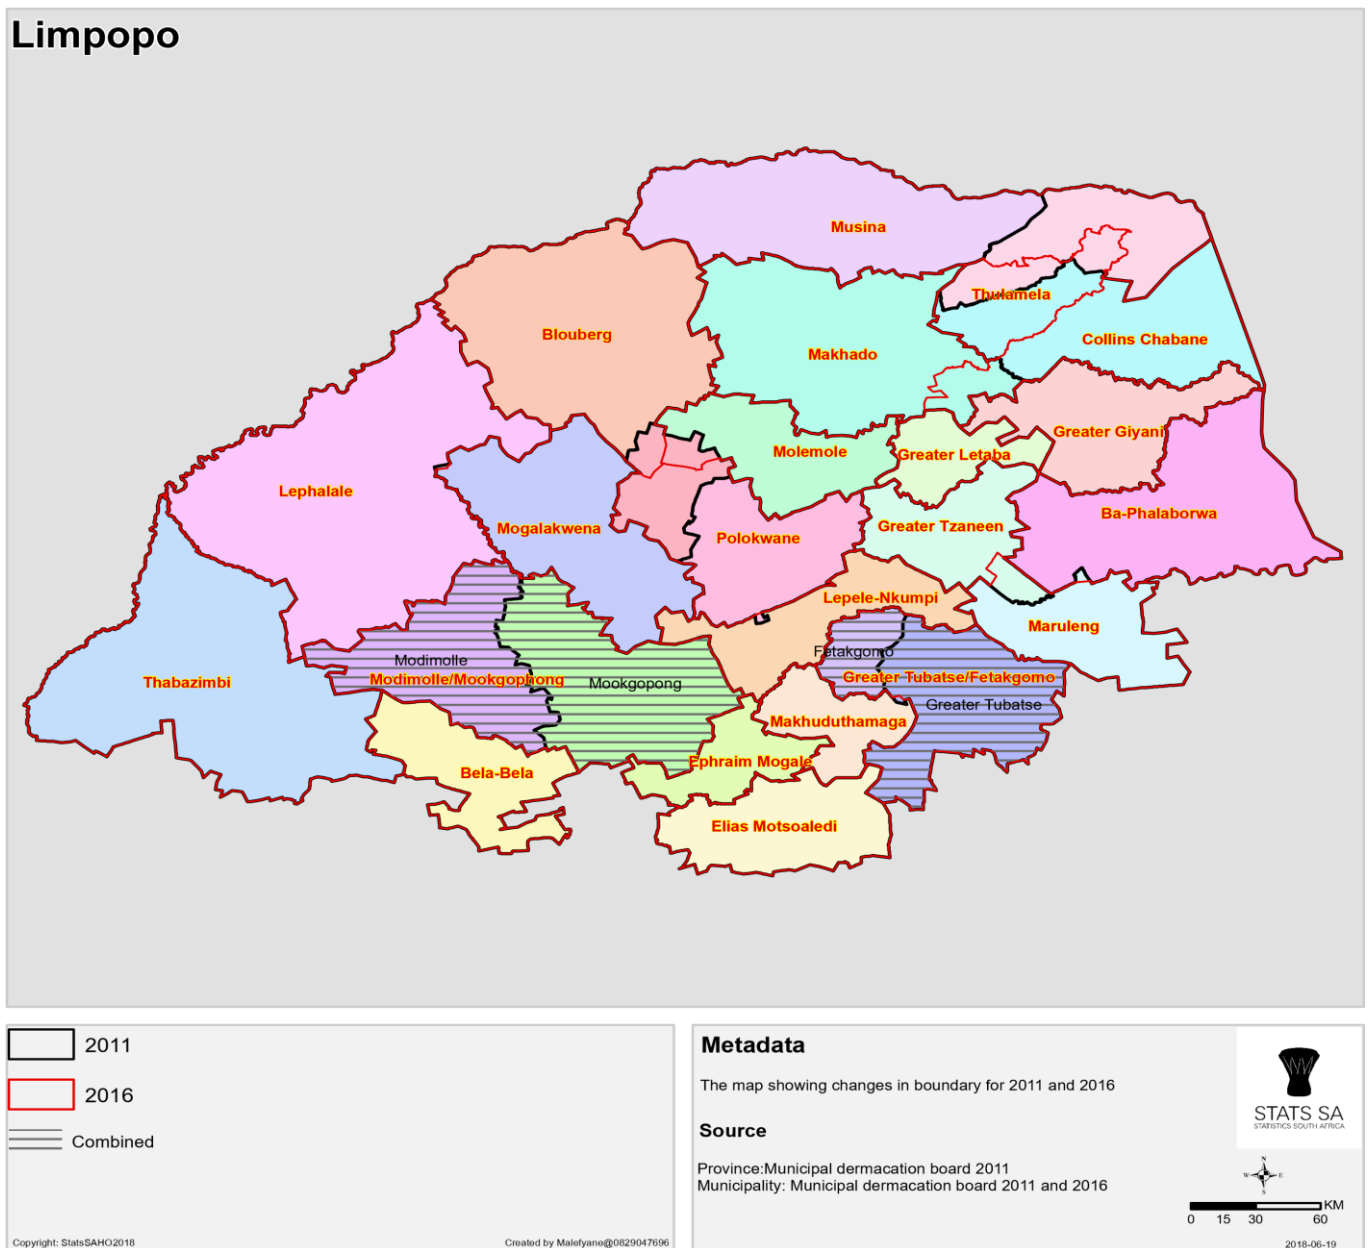 Limpopo
Musina
Thulamela
Blouberg
Collins Chabane
Makhado
Greater Giyani
Molemole
Greater Letaba
Lephalale
Ba-Phalaborwa
Mogalakwena
Greater Tzaneen
Polokwane
Lepele-Nkumpi
Maruleng
Fetakgomo
Modimolle
Modimolle/Mookgophong
Greater Tubatse/Fetakgomo
Thabazimbi
Mookgopong
Greater Tubatse
Makhuduthamaga
Ephraim Mogale
Bela-Bela
Elias Motsoaledi
2011
2016
Combined
Copyright: StatsSAHO2018
Created by Malefyane@0829047696
Metadata
The map showing changes in boundary for 2011 and 2016
Source
Province:Municipal dermacation board 2011
Municipality: Municipal dermacation board 2011 and 2016
STATS SA
STATISTICS SOUTH AFRICA
N
W E
S
KM
0 15 30 60
2018-06-19